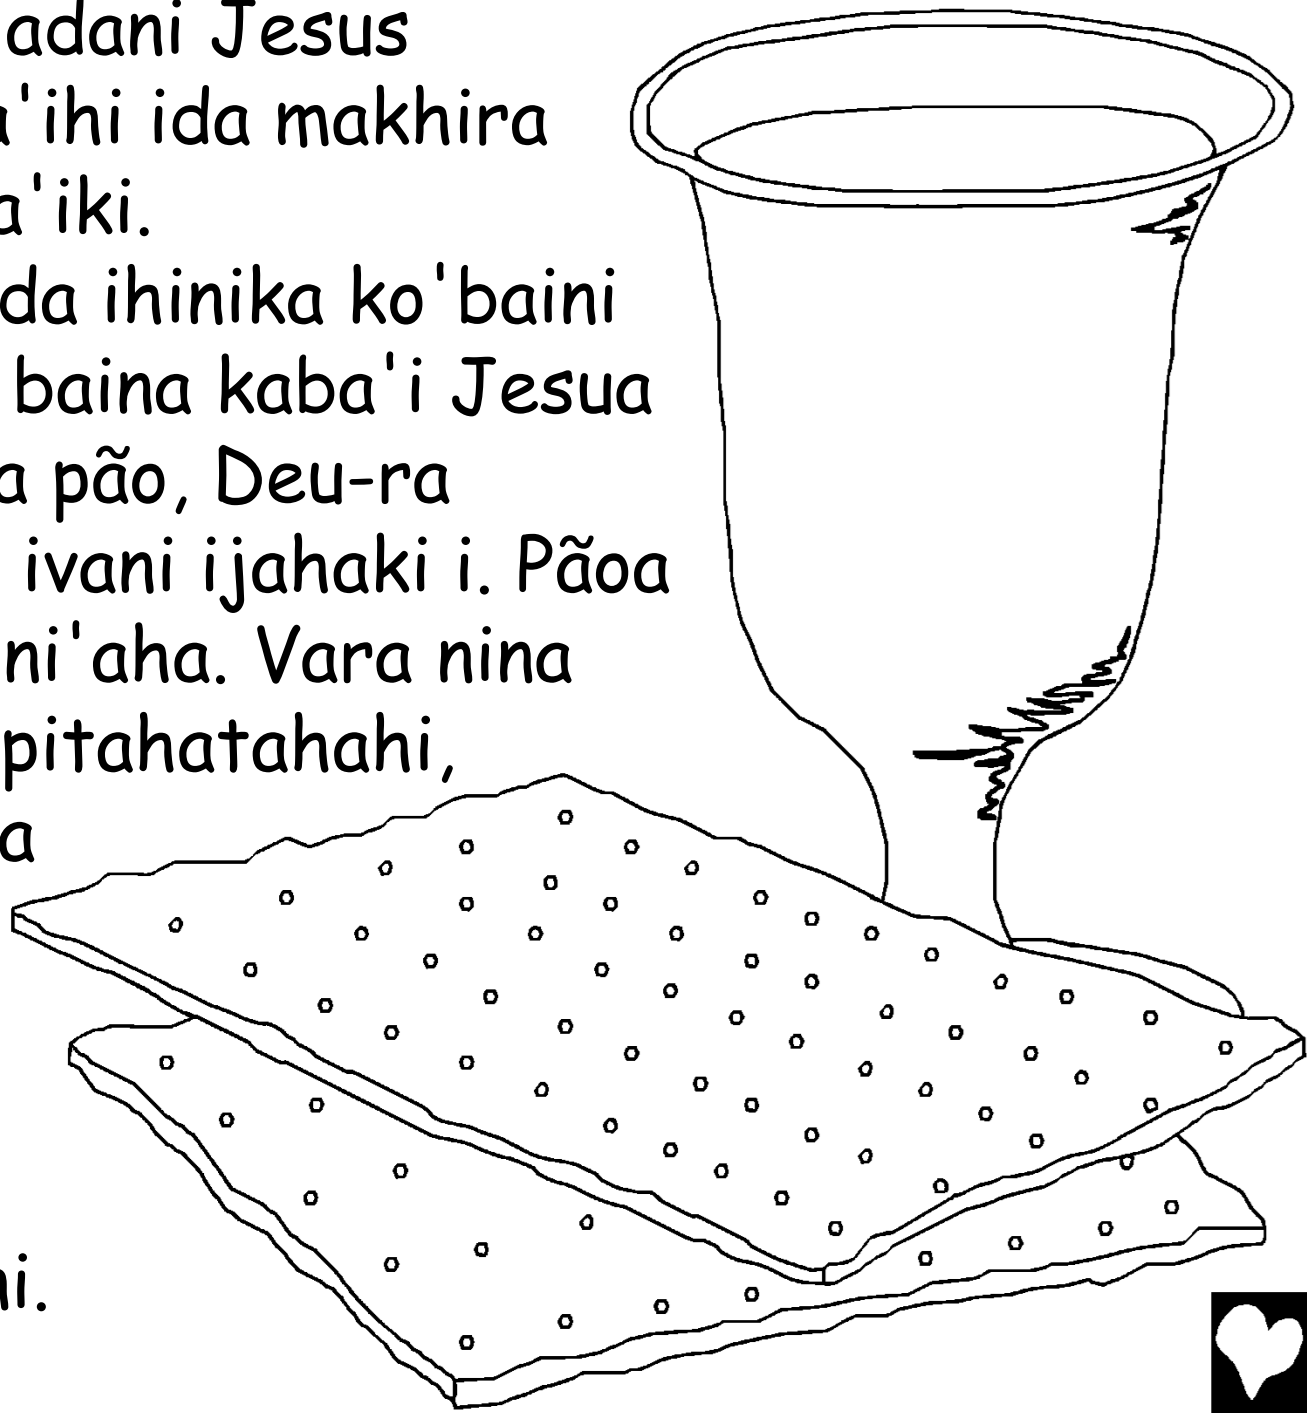 adani Jesus
a'ihi ida makhira
a'iki.
da ihinika ko'baini
baina kaba'i Jesua
a pão, Deu-ra
ivani ijahaki i. Pãoa
ni'aha. Vara nina
pitahatahahi,
a
ni.